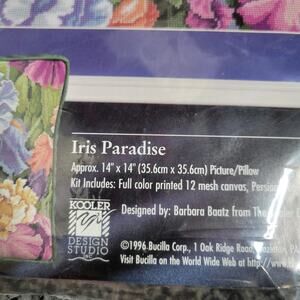 Iris Paradise
Approx. 14" x 14" (35.6cm x 35.6cm) Picture/Pillow
Kit Includes: Full color printed 12 mesh canvas,
KOOLER
DESIGN
STUDIO
INC
Designed by: Barbara Baatz from The
©1996 Bucilla Corp., 1 Oak Ridge Road,
Visit Bucilla on the World Wide Web at http://www.